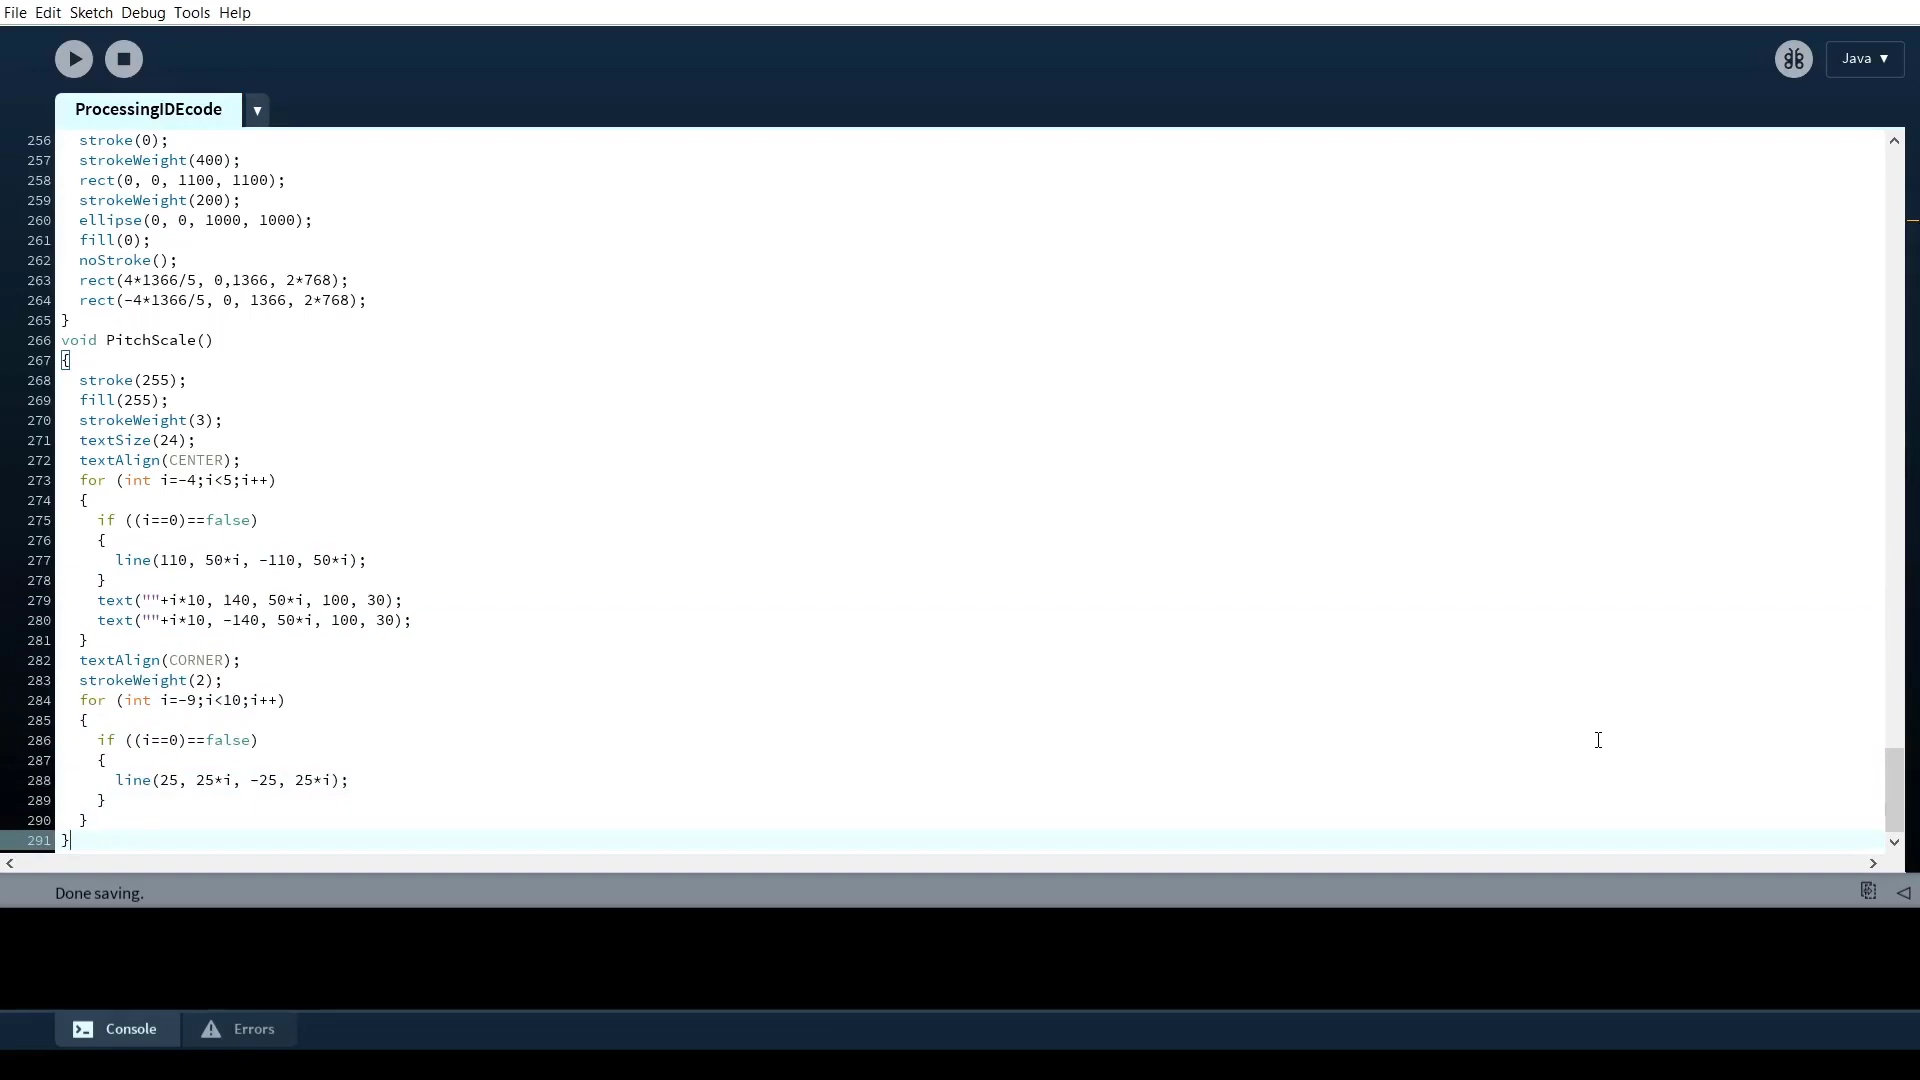 File Edit Sketch Debug Tools Help
Java ▼
ProcessingIDEcode ▼
256 stroke(0);
257 strokeWeight(400);
258 rect(0, 0, 1100, 1100);
259 strokeWeight(200);
260 ellipse(0, 0, 1000, 1000);
261 fill(0);
262 noStroke();
263 rect(4*1366/5, 0,1366, 2*768);
264 rect(-4*1366/5, 0, 1366, 2*768);
265 }
266 void PitchScale()
267 {
268 stroke(255);
269 fill(255);
270 strokeWeight(3);
271 textSize(24);
272 textAlign(CENTER);
273 for (int i=-4;i<5;i++)
274 {
275 if ((i==0)==false)
276 {
277 line(110, 50*i, -110, 50*i);
278 }
279 text(""+i*10, 140, 50*i, 100, 30);
280 text(""+i*10, -140, 50*i, 100, 30);
281 }
282 textAlign(CORNER);
283 strokeWeight(2);
284 for (int i=-9;i<10;i++)
285 {
286 if ((i==0)==false)
287 {
288 line(25, 25*i, -25, 25*i);
289 }
290 }
291 }
Done saving.
Console Errors